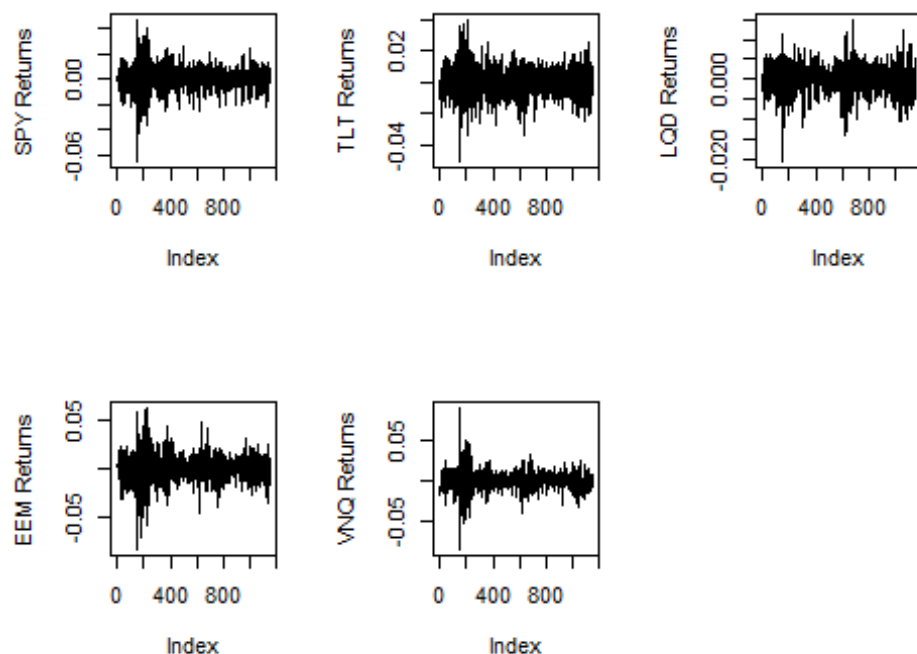 SPY Returns
0.00
-0.06
0 400 800
Index
TLT Returns
0.02
-0.04
0 400 800
Index
LQD Returns
0.000
-0.020
0 400 800
Index
EEM Returns
0.05
-0.05
0 400 800
Index
VNQ Returns
0.05
-0.05
0 400 800
Index